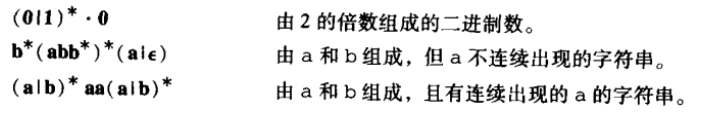 (0|1)* · 0 由 2 的倍数组成的二进制数。
b*(abb*)*(a|ϵ) 由 a 和 b 组成，但 a 不连续出现的字符串。
(a|b)* aa(a|b)* 由 a 和 b 组成，且有连续出现的 a 的字符串。